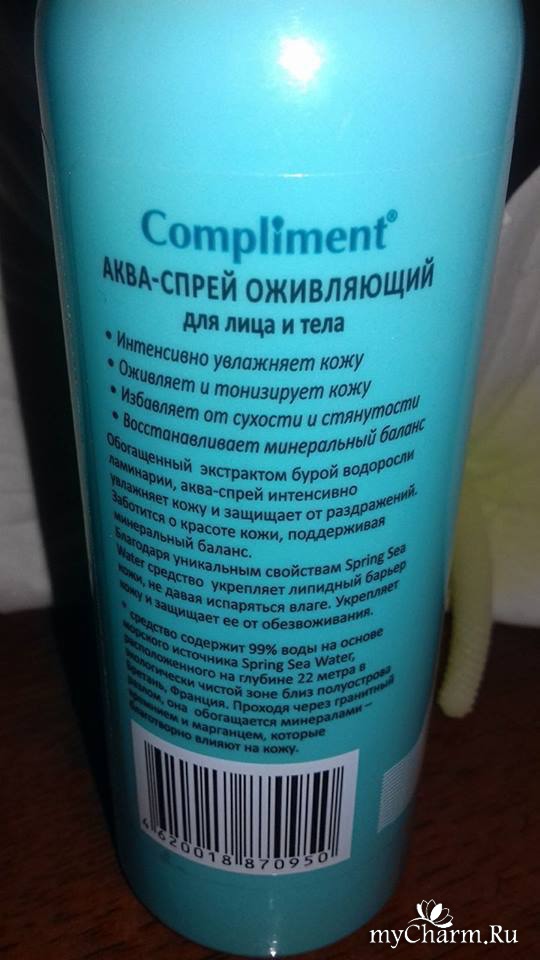 Compliment®
АКВА-СПРЕЙ ОЖИВЛЯЮЩИЙ
для лица и тела
• Интенсивно увлажняет кожу
• Оживляет и тонизирует кожу
• Избавляет от сухости и стянутости
• Восстанавливает минеральный баланс
Обогащенный экстрактом бурой водоросли
ламинарии, аква-спрей интенсивно
увлажняет кожу и защищает от раздражений.
Заботится о красоте кожи, поддерживая
минеральный баланс.
Благодаря уникальным свойствам Spring Sea
Water средство укрепляет липидный барьер
кожи, не давая испаряться влаге. Укрепляет
кожу и защищает ее от обезвоживания.
* средство содержит 99% воды на основе
морского источника Spring Sea Water,
расположенного на глубине 22 метра в
экологически чистой зоне близ полуострова
Бретань, Франция. Проходя через гранитный
разлом, она обогащается минералами –
кремнием и марганцем, которые
благотворно влияют на кожу.
4 620018 870950
myCharm.Ru